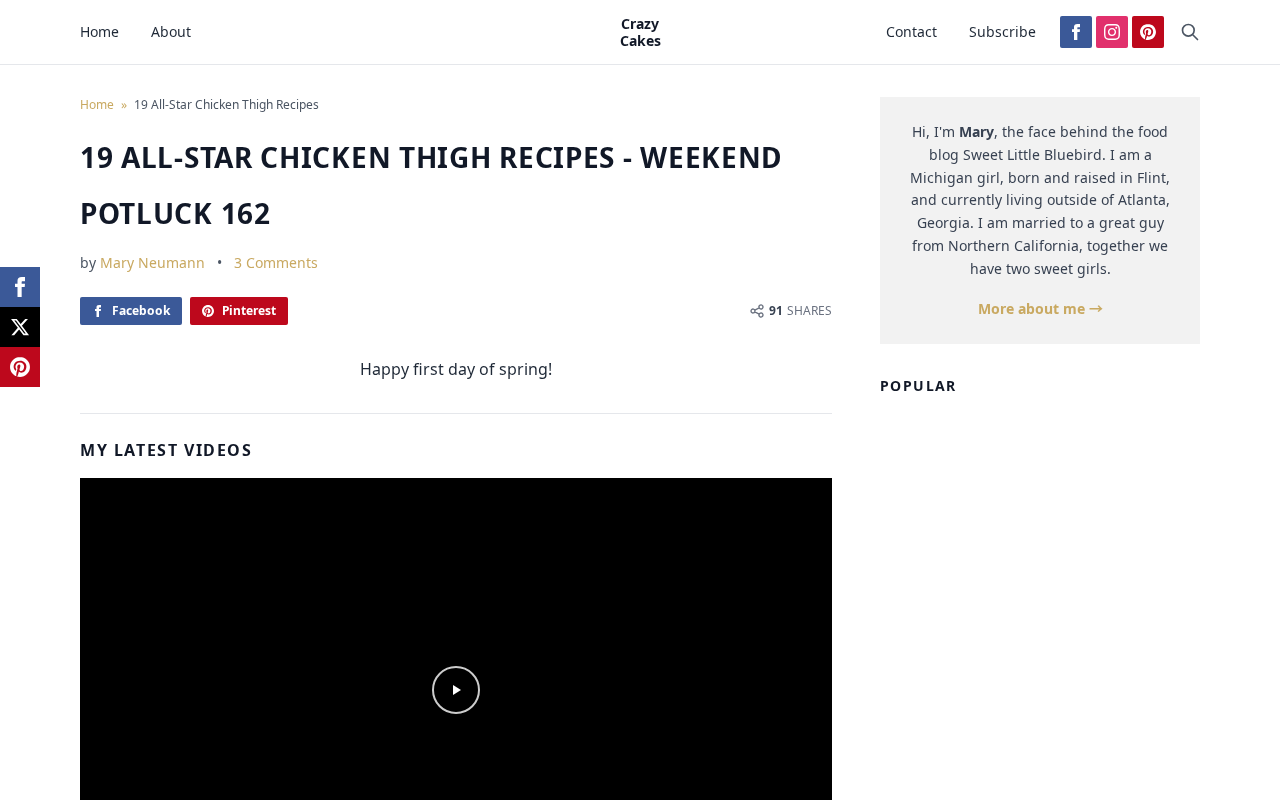 Home
About
Crazy
Cakes
Contact
Subscribe
Home » 19 All-Star Chicken Thigh Recipes
19 ALL-STAR CHICKEN THIGH RECIPES - WEEKEND
POTLUCK 162
by Mary Neumann • 3 Comments
Facebook
Pinterest
91 SHARES
Happy first day of spring!
MY LATEST VIDEOS
Hi, I'm Mary, the face behind the food
blog Sweet Little Bluebird. I am a
Michigan girl, born and raised in Flint,
and currently living outside of Atlanta,
Georgia. I am married to a great guy
from Northern California, together we
have two sweet girls.
More about me →
POPULAR